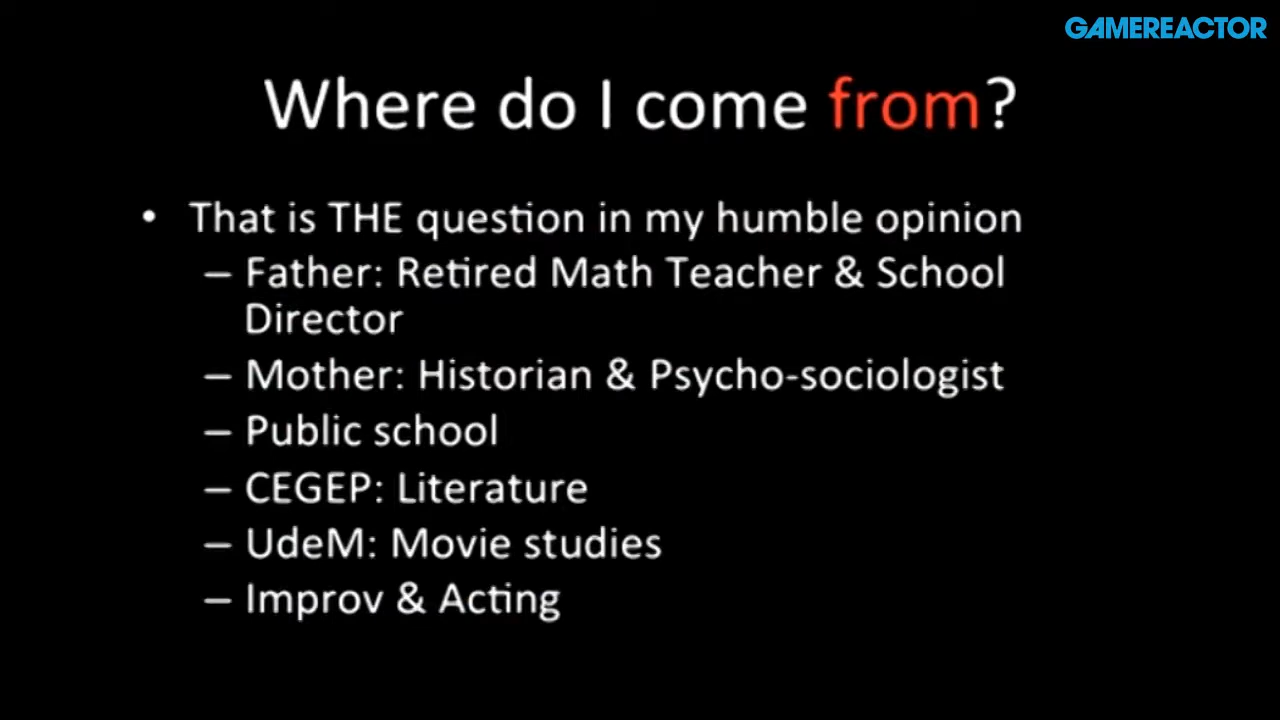 GAMEREACTOR
Where do I come from?
• That is THE question in my humble opinion
– Father: Retired Math Teacher & School
Director
– Mother: Historian & Psycho-sociologist
– Public school
– CEGEP: Literature
– UdeM: Movie studies
– Improv & Acting